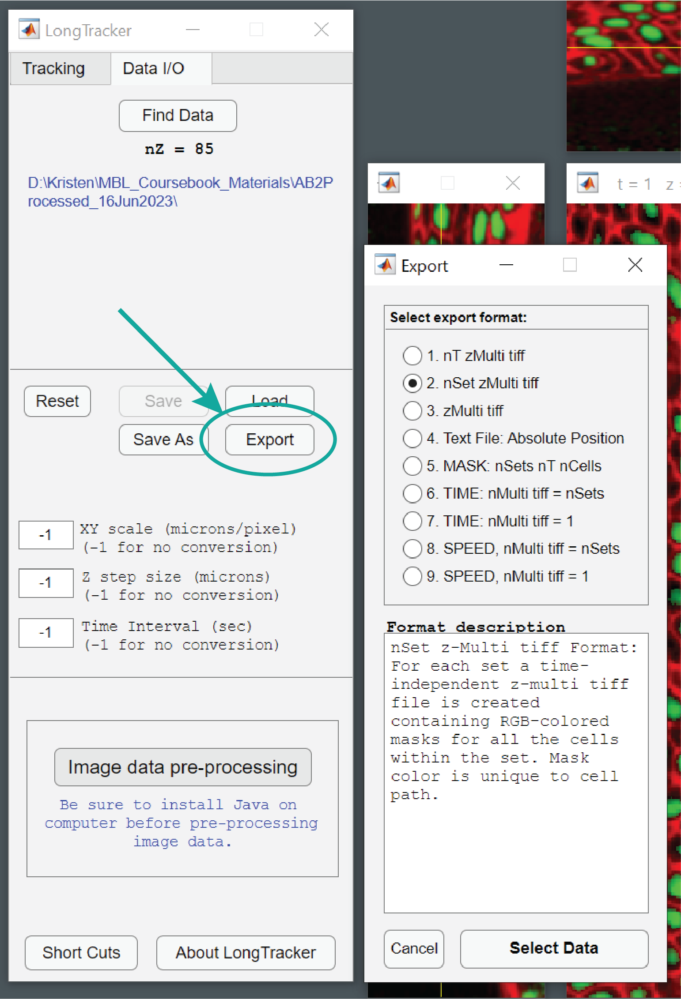 LongTracker
Tracking
Data I/O
Find Data
nZ = 85
D:\Kristen\MBL_Coursebook_Materials\AB2P
rocessed_16Jun2023\
Reset
Save
Load
Save As
Export
-1
XY scale (microns/pixel)
(-1 for no conversion)
-1
Z step size (microns)
(-1 for no conversion)
-1
Time Interval (sec)
(-1 for no conversion)
Image data pre-processing
Be sure to install Java on
computer before pre-processing
image data.
Short Cuts
About LongTracker
t = 1 z
Export
Select export format:
1. nT zMulti tiff
2. nSet zMulti tiff
3. zMulti tiff
4. Text File: Absolute Position
5. MASK: nSets nT nCells
6. TIME: nMulti tiff = nSets
7. TIME: nMulti tiff = 1
8. SPEED, nMulti tiff = nSets
9. SPEED, nMulti tiff = 1
Format description
nSet z-Multi tiff Format:
For each set a time-
independent z-multi tiff
file is created
containing RGB-colored
masks for all the cells
within the set. Mask
color is unique to cell
path.
Cancel
Select Data